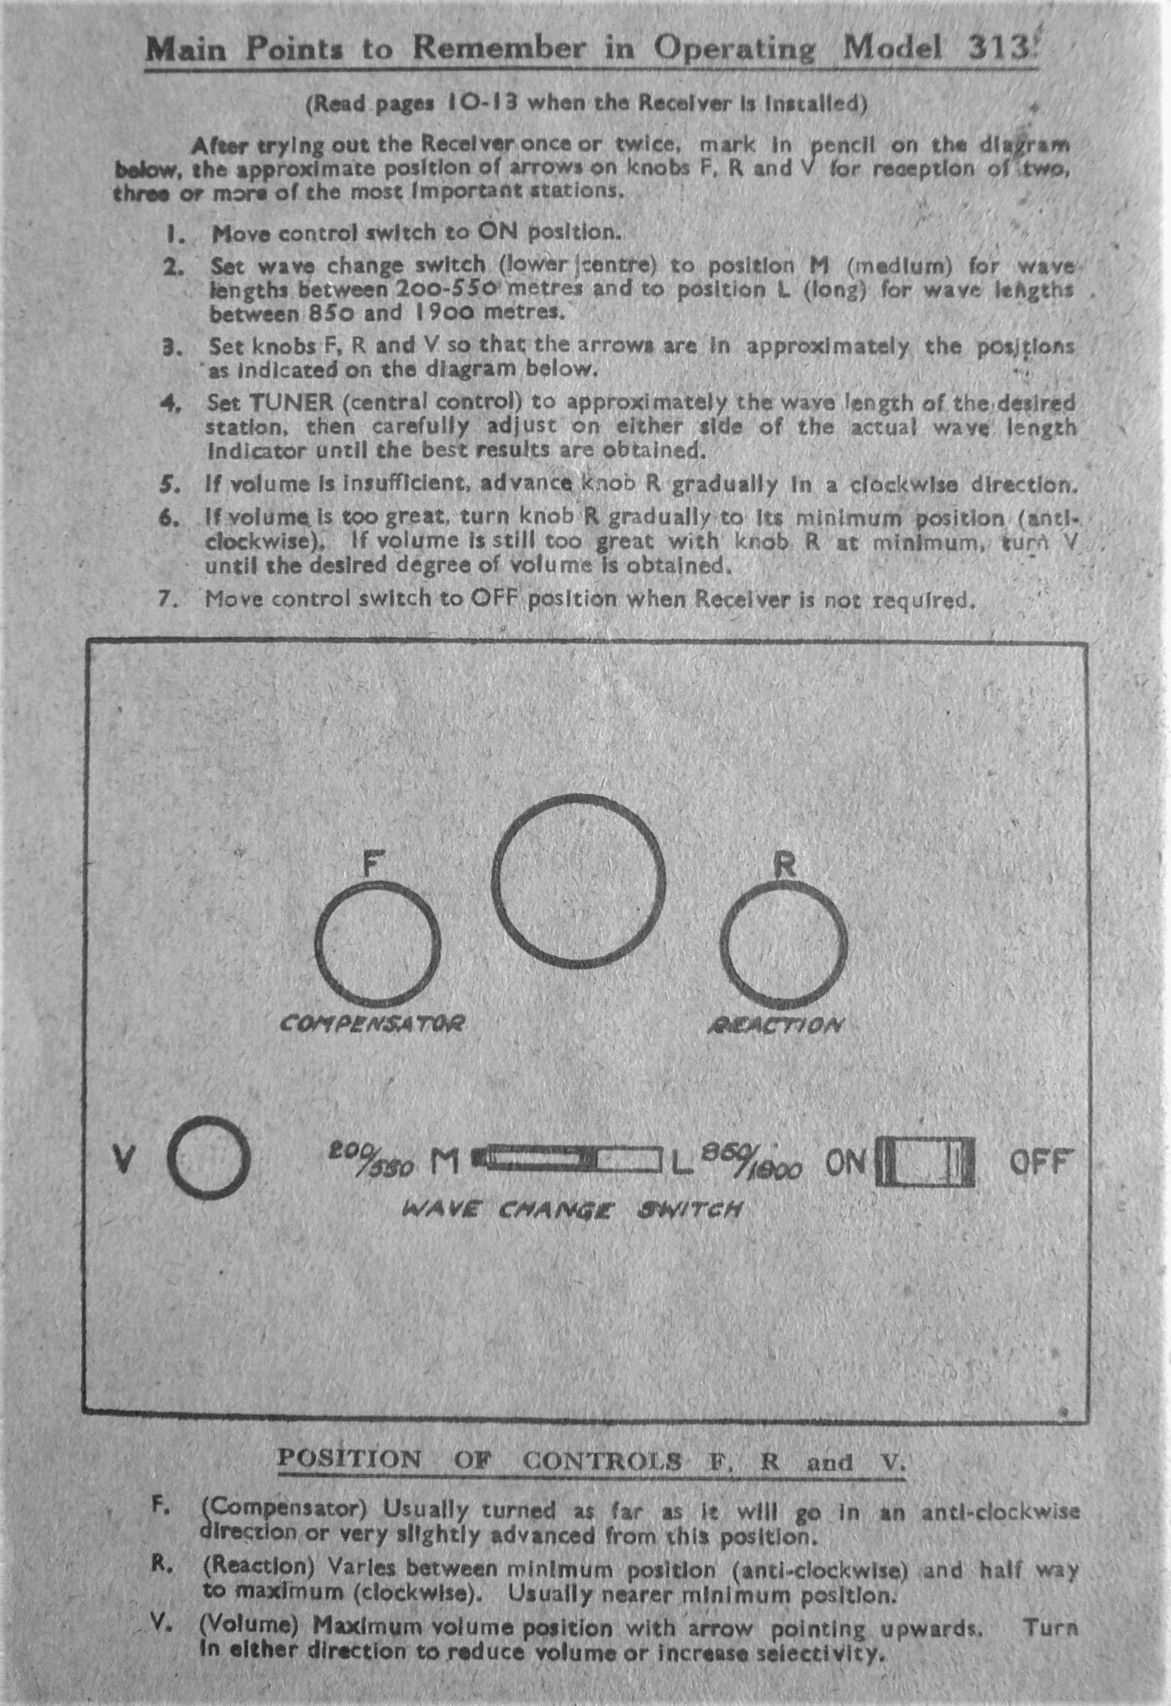 Main Points to Remember in Operating Model 313
(Read pages 10-13 when the Receiver is installed)
After trying out the Receiver once or twice, mark in pencil on the diagram
below, the approximate position of arrows on knobs F, R and V for reception of two,
three or more of the most important stations.
1. Move control switch to ON position.
2. Set wave change switch (lower centre) to position M (medium) for wave
lengths between 200-550 metres and to position L (long) for wave lengths
between 850 and 1900 metres.
3. Set knobs F, R and V so that the arrows are in approximately the positions
as indicated on the diagram below.
4. Set TUNER (central control) to approximately the wave length of the desired
station, then carefully adjust on either side of the actual wave length
indicator until the best results are obtained.
5. If volume is insufficient, advance knob R gradually in a clockwise direction.
6. If volume is too great, turn knob R gradually to its minimum position (anti-
clockwise). If volume is still too great with knob R at minimum, turn V
until the desired degree of volume is obtained.
7. Move control switch to OFF position when Receiver is not required.
F R
COMPENSATOR REACTION
V 200/550 M L 850/1900 ON OFF
WAVE CHANGE SWITCH
POSITION OF CONTROLS F, R and V.
F. (Compensator) Usually turned as far as it will go in an anti-clockwise
direction or very slightly advanced from this position.
R. (Reaction) Varies between minimum position (anti-clockwise) and half way
to maximum (clockwise). Usually nearer minimum position.
V. (Volume) Maximum volume position with arrow pointing upwards. Turn
in either direction to reduce volume or increase selectivity.